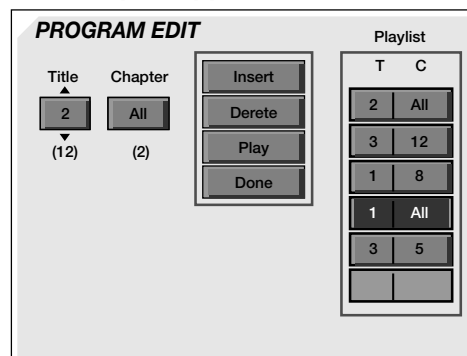 PROGRAM EDIT
Title Chapter
2 All
(12) (2)
Insert
Derete
Play
Done
Playlist
T C
2 All
3 12
1 8
1 All
3 5